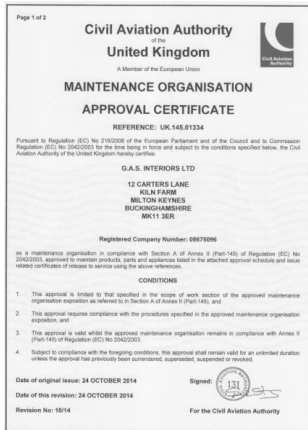 Page 1 of 2
Civil Aviation Authority
of the
United Kingdom
A Member of the European Union
Civil Aviation
Authority
MAINTENANCE ORGANISATION
APPROVAL CERTIFICATE
REFERENCE: UK.145.01334
Pursuant to Regulation (EC) No 216/2008 of the European Parliament and of the Council and to Commission
Regulation (EC) No 2042/2003 for the time being in force and subject to the conditions specified below, the Civil
Aviation Authority of the United Kingdom hereby certifies:
G.A.S. INTERIORS LTD
12 CARTERS LANE
KILN FARM
MILTON KEYNES
BUCKINGHAMSHIRE
MK11 3ER
Registered Company Number: 08678096
as a maintenance organisation in compliance with Section A of Annex II (Part-145) of Regulation (EC) No
2042/2003, approved to maintain products, parts and appliances listed in the attached approval schedule and issue
related certificates of release to service using the above references.
CONDITIONS
1. This approval is limited to that specified in the scope of work section of the approved maintenance
organisation exposition as referred to in Section A of Annex II (Part-145), and
2. This approval requires compliance with the procedures specified in the approved maintenance organisation
exposition, and
3. This approval is valid whilst the approved maintenance organisation remains in compliance with Annex II
(Part-145) of Regulation (EC) No 2042/2003.
4. Subject to compliance with the foregoing conditions, this approval shall remain valid for an unlimited duration
unless the approval has previously been surrendered, superseded, suspended or revoked.
Date of original issue: 24 OCTOBER 2014
Signed:
131
Date of this revision: 24 OCTOBER 2014
Revision No: 10/14
For the Civil Aviation Authority